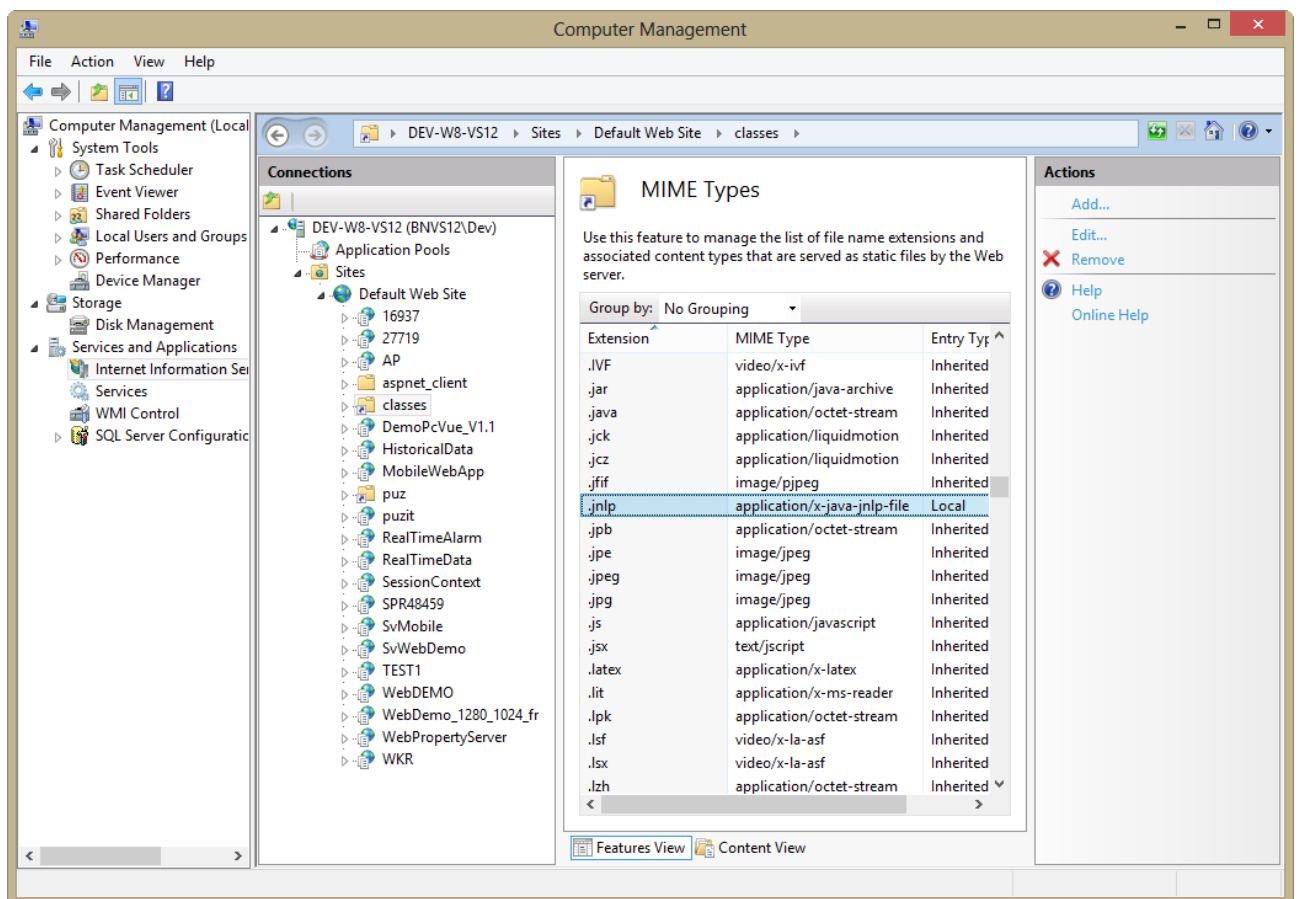 Computer Management
File Action View Help
Computer Management (Local
System Tools
Task Scheduler
Event Viewer
Shared Folders
Local Users and Groups
Performance
Device Manager
Storage
Disk Management
Services and Applications
Internet Information Ser
Services
WMI Control
SQL Server Configuratic
DEV-W8-VS12 Sites Default Web Site classes
Connections
DEV-W8-VS12 (BNVS12\Dev)
Application Pools
Sites
Default Web Site
16937
27719
AP
aspnet_client
classes
DemoPcVue_V1.1
HistoricalData
MobileWebApp
puz
puzit
RealTimeAlarm
RealTimeData
SessionContext
SPR48459
SvMobile
SvWebDemo
TEST1
WebDEMO
WebDemo_1280_1024_fr
WebPropertyServer
WKR
MIME Types
Use this feature to manage the list of file name extensions and
associated content types that are served as static files by the Web
server.
Group by: No Grouping
Extension MIME Type Entry Typ
.IVF video/x-ivf Inherited
.jar application/java-archive Inherited
.java application/octet-stream Inherited
.jck application/liquidmotion Inherited
.jcz application/liquidmotion Inherited
.jfif image/pjpeg Inherited
.jnlp application/x-java-jnlp-file Local
.jpb application/octet-stream Inherited
.jpe image/jpeg Inherited
.jpeg image/jpeg Inherited
.jpg image/jpeg Inherited
.js application/javascript Inherited
.jsx text/jscript Inherited
.latex application/x-latex Inherited
.lit application/x-ms-reader Inherited
.lpk application/octet-stream Inherited
.lsf video/x-la-asf Inherited
.lsx video/x-la-asf Inherited
.lzh application/octet-stream Inherited
Features View Content View
Actions
Add...
Edit...
Remove
Help
Online Help